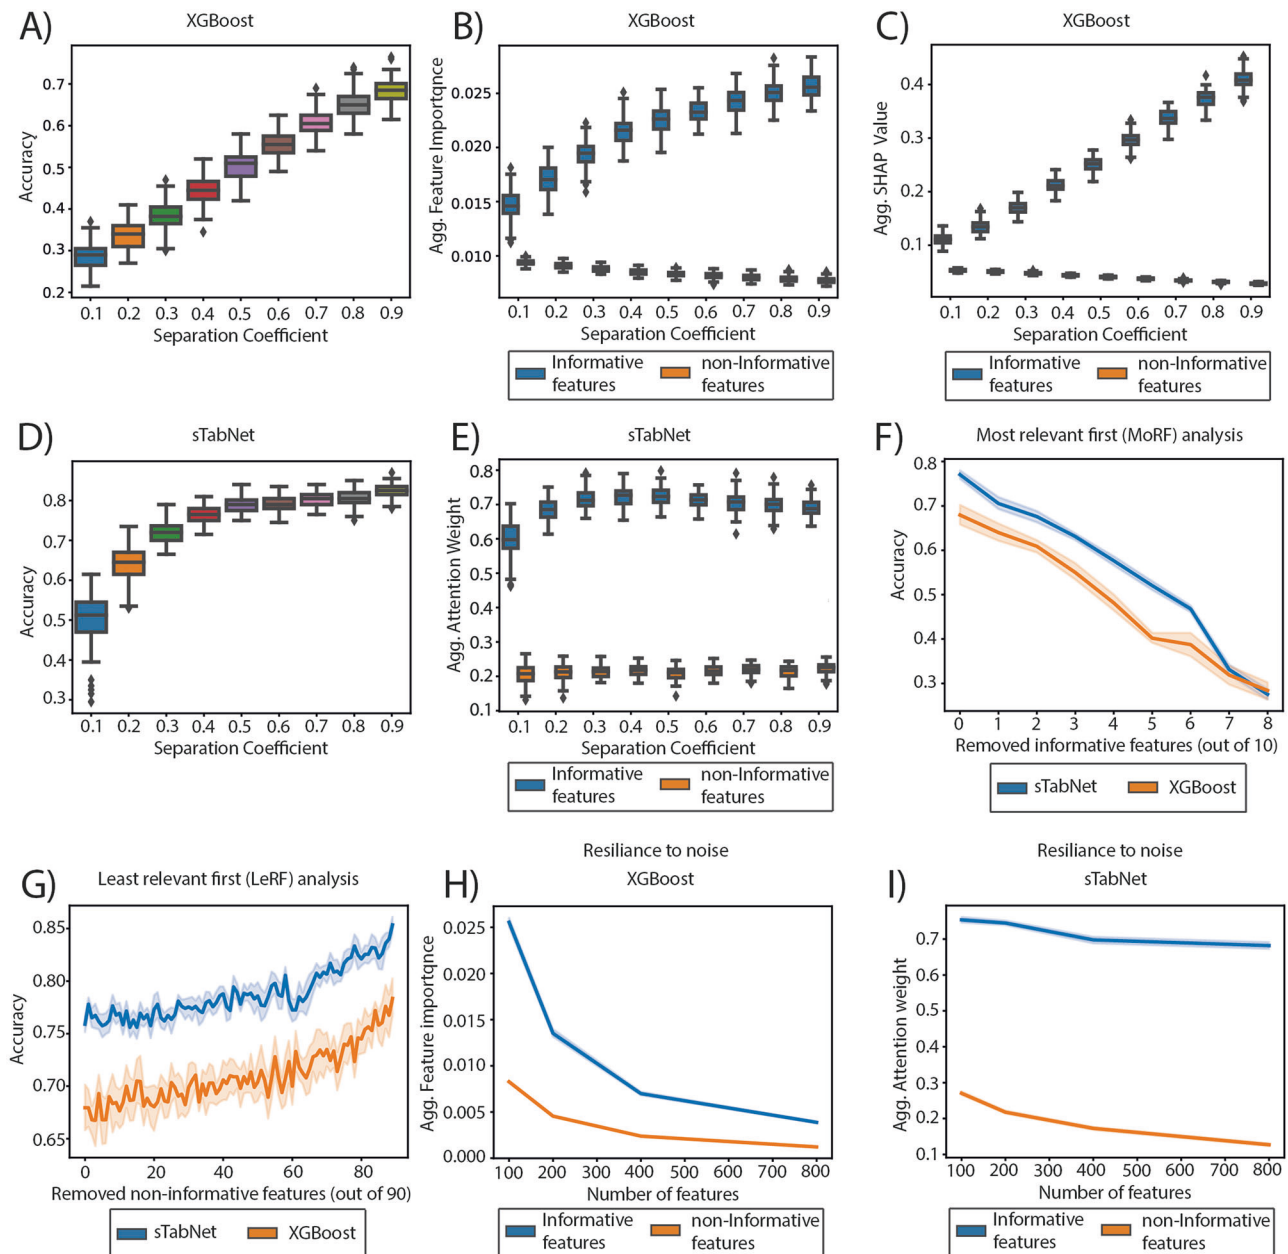 A)
XGBoost
Accuracy
0.7
0.6
0.5
0.4
0.3
0.2
0.1 0.2 0.3 0.4 0.5 0.6 0.7 0.8 0.9
Separation Coefficient
B)
XGBoost
Agg. Feature Importqnce
0.025
0.020
0.015
0.010
0.1 0.2 0.3 0.4 0.5 0.6 0.7 0.8 0.9
Separation Coefficient
Informative features
non-Informative features
C)
XGBoost
Agg. SHAP Value
0.4
0.3
0.2
0.1
0.1 0.2 0.3 0.4 0.5 0.6 0.7 0.8 0.9
Separation Coefficient
Informative features
non-Informative features
D)
sTabNet
Accuracy
0.8
0.7
0.6
0.5
0.4
0.3
0.1 0.2 0.3 0.4 0.5 0.6 0.7 0.8 0.9
Separation Coefficient
E)
sTabNet
Agg. Attention Weight
0.8
0.7
0.6
0.5
0.4
0.3
0.2
0.1
0.1 0.2 0.3 0.4 0.5 0.6 0.7 0.8 0.9
Separation Coefficient
Informative features
non-Informative features
F)
Most relevant first (MoRF) analysis
Accuracy
0.8
0.7
0.6
0.5
0.4
0.3
0 1 2 3 4 5 6 7 8
Removed informative features (out of 10)
sTabNet XGBoost
G)
Least relevant first (LeRF) analysis
Accuracy
0.85
0.80
0.75
0.70
0.65
0 20 40 60 80
Removed non-informative features (out of 90)
sTabNet XGBoost
Resiliance to noise
H)
XGBoost
Agg. Feature importqnce
0.025
0.020
0.015
0.010
0.005
0.000
100 200 300 400 500 600 700 800
Number of features
Informative features
non-Informative features
Resiliance to noise
I)
sTabNet
Agg. Attention weight
0.7
0.6
0.5
0.4
0.3
0.2
0.1
100 200 300 400 500 600 700 800
Number of features
Informative features
non-Informative features